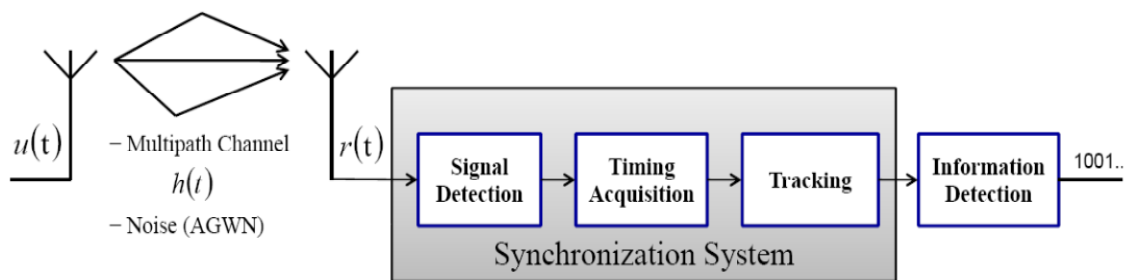 u(t)
– Multipath Channel
h(t)
– Noise (AGWN)
r(t)
Signal
Detection
Timing
Acquisition
Tracking
Synchronization System
Information
Detection
1001..